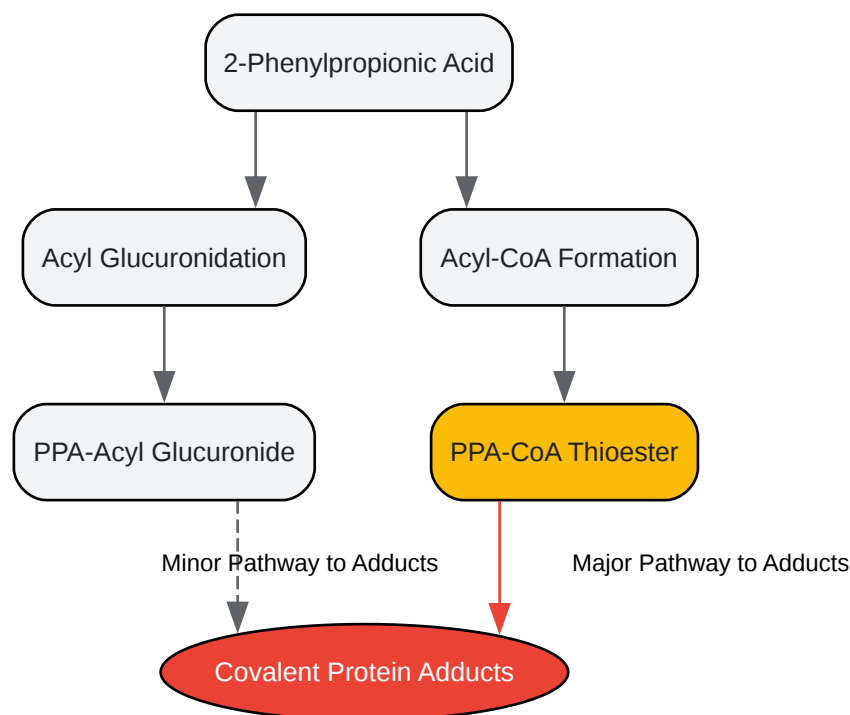 2-Phenylpropionic Acid
Acyl Glucuronidation
Acyl-CoA Formation
PPA-Acyl Glucuronide
PPA-CoA Thioester
Minor Pathway to Adducts
Major Pathway to Adducts
Covalent Protein Adducts